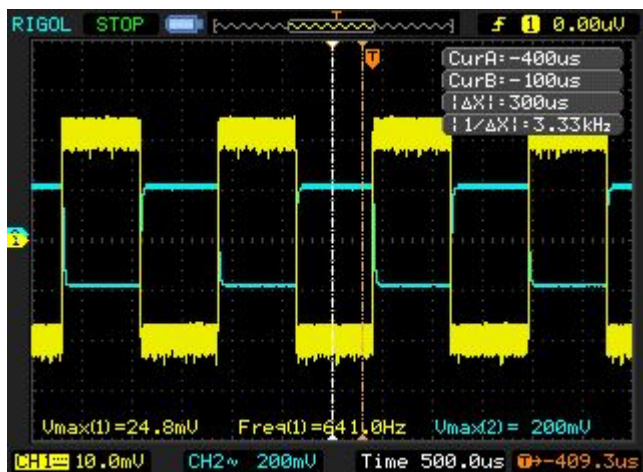 RIGOL STOP T 1 0.00uV
T
CurA=-400us
CurB=-100us
|ΔX|=300us
|1/ΔX|=3.33kHz
1
Vmax(1)=24.8mV Freq(1)=641.0Hz Vmax(2)= 200mV
CH1 10.0mV CH2~ 200mV Time 500.0us T→-409.3us